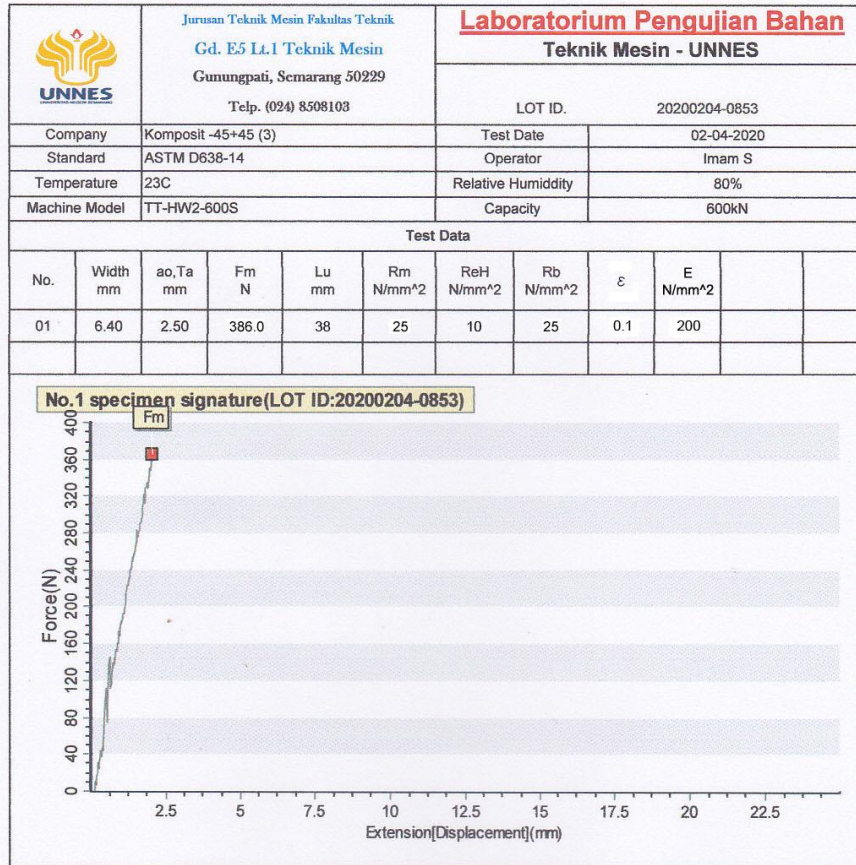 UNNES
UNIVERSITAS NEGERI SEMARANG
Jurusan Teknik Mesin Fakultas Teknik
Gd. E5 Lt.1 Teknik Mesin
Gunungpati, Semarang 50229
Telp. (024) 8508103
Laboratorium Pengujian Bahan
Teknik Mesin - UNNES
LOT ID. 20200204-0853
Company Komposit -45+45 (3) Test Date 02-04-2020
Standard ASTM D638-14 Operator Imam S
Temperature 23C Relative Humiddity 80%
Machine Model TT-HW2-600S Capacity 600kN
Test Data
No. Width mm ao,Ta mm Fm N Lu mm Rm N/mm^2 ReH N/mm^2 Rb N/mm^2 ε E N/mm^2
01 6.40 2.50 386.0 38 25 10 25 0.1 200
No.1 specimen signature(LOT ID:20200204-0853)
Fm
Force(N)
400
360
320
280
240
200
160
120
80
40
0
2.5 5 7.5 10 12.5 15 17.5 20 22.5
Extension[Displacement](mm)